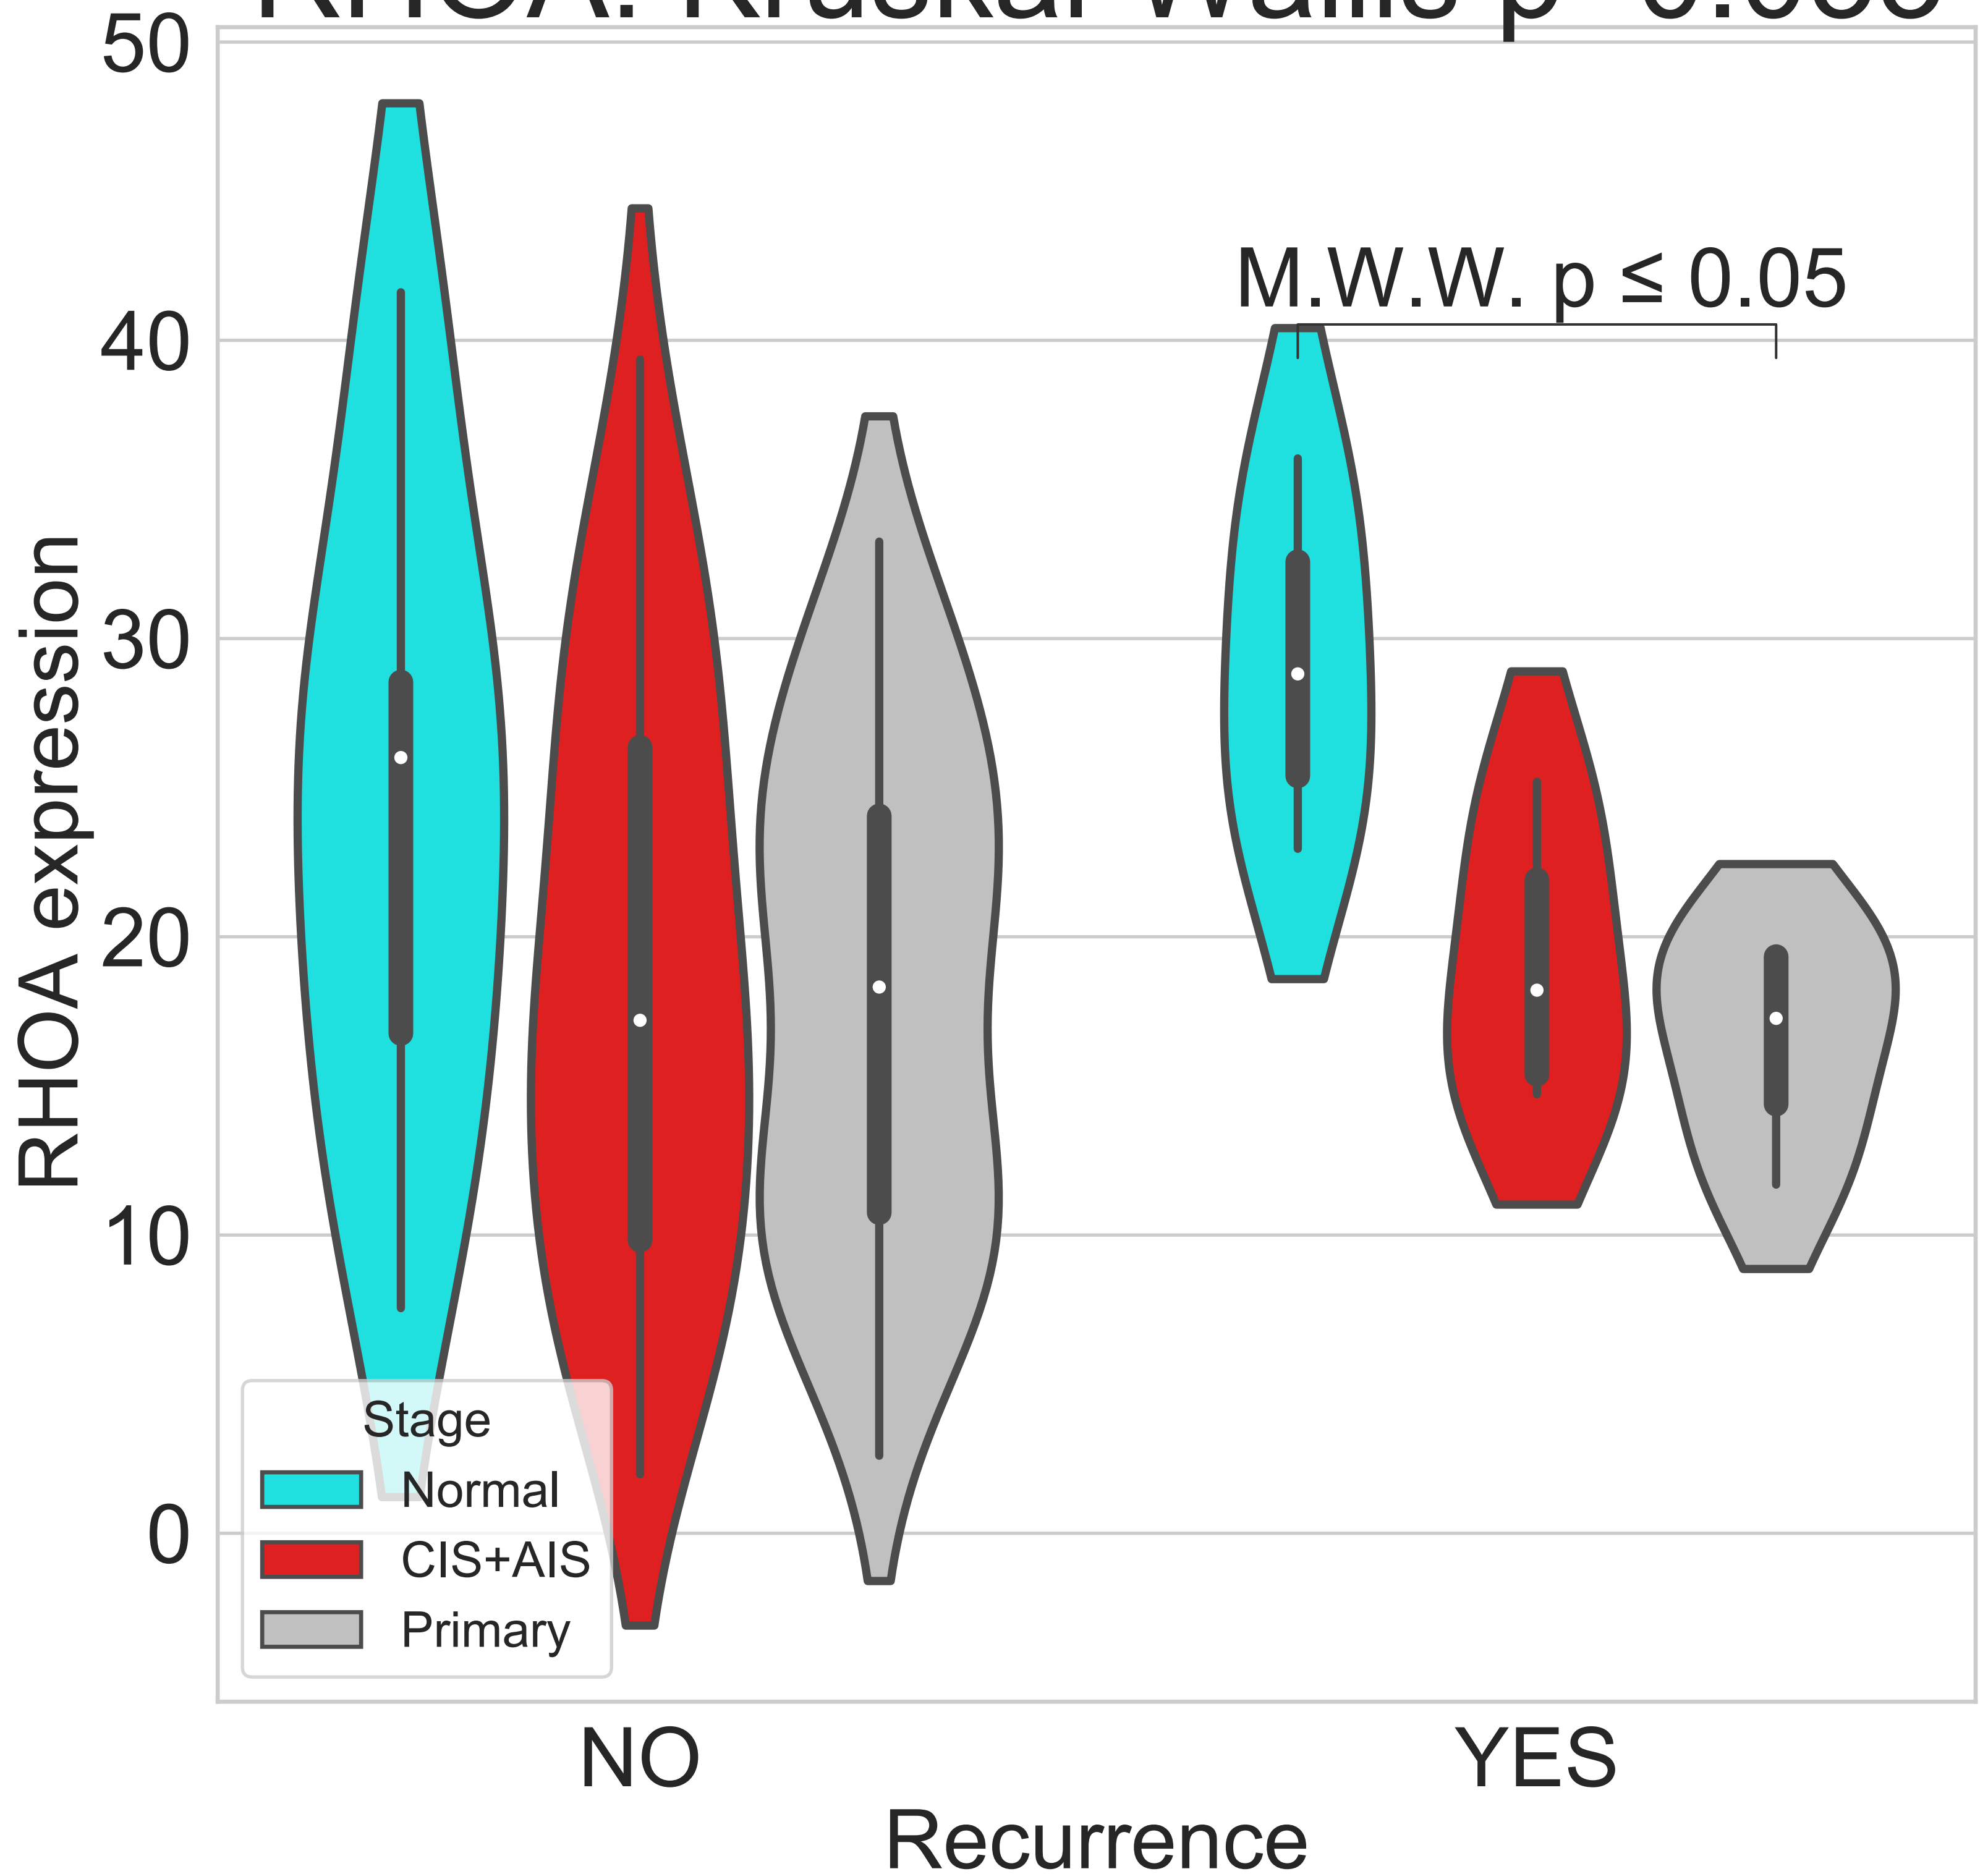 50
M.W.W. p ≤ 0.05
40
30
20
10
0
RHOA expression
Stage
Normal
CIS+AIS
Primary
NO
YES
Recurrence